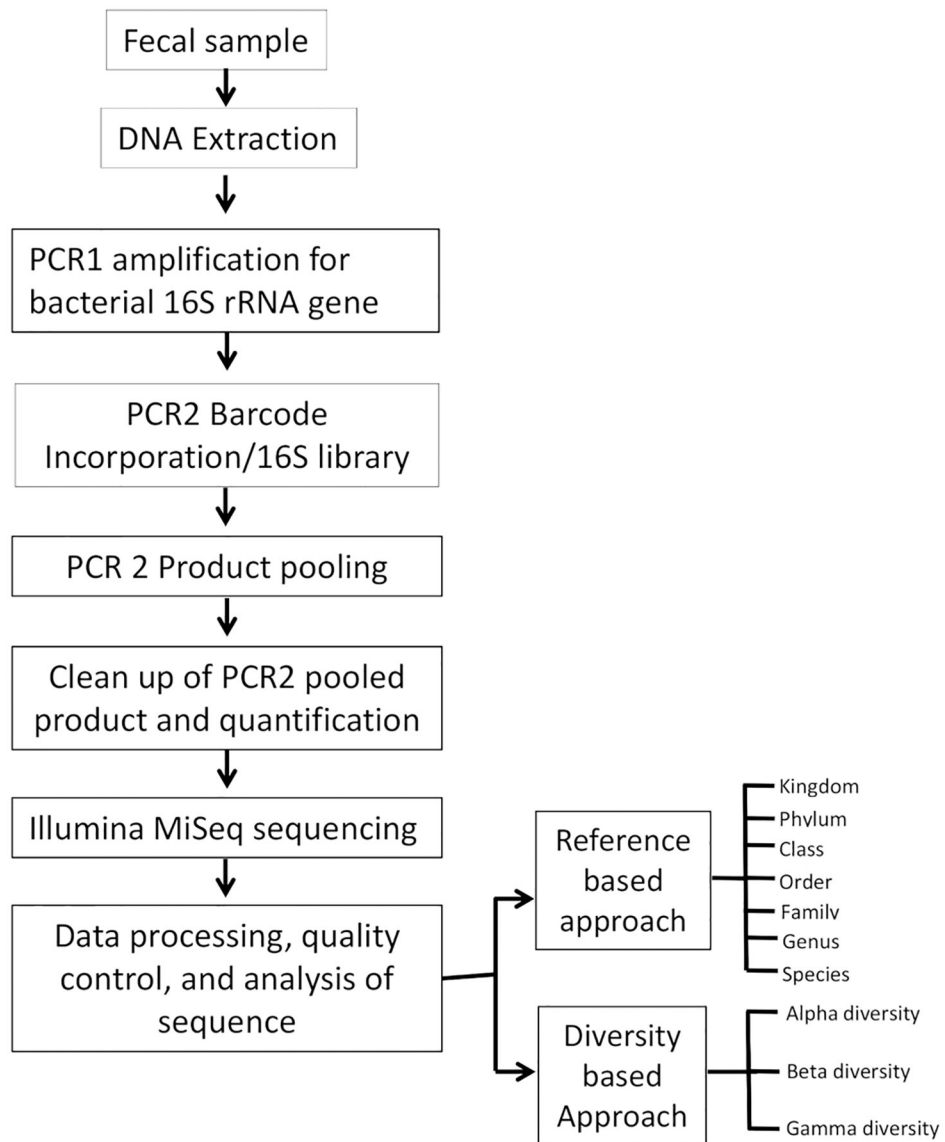 Fecal sample
DNA Extraction
PCR1 amplification for
bacterial 16S rRNA gene
PCR2 Barcode
Incorporation/16S library
PCR 2 Product pooling
Clean up of PCR2 pooled
product and quantification
Illumina MiSeq sequencing
Data processing, quality
control, and analysis of
sequence
Reference
based
approach
Kingdom
Phylum
Class
Order
Family
Genus
Species
Diversity
based
Approach
Alpha diversity
Beta diversity
Gamma diversity